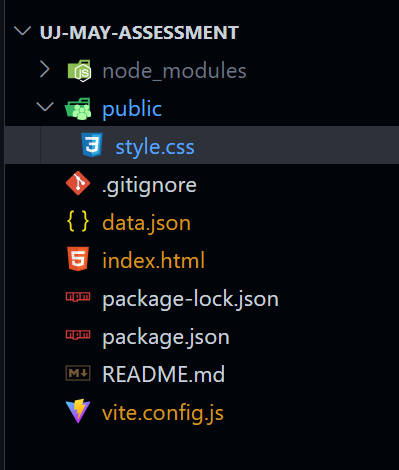 UJ-MAY-ASSESSMENT
node_modules
public
style.css
.gitignore
data.json
index.html
package-lock.json
package.json
README.md
vite.config.js